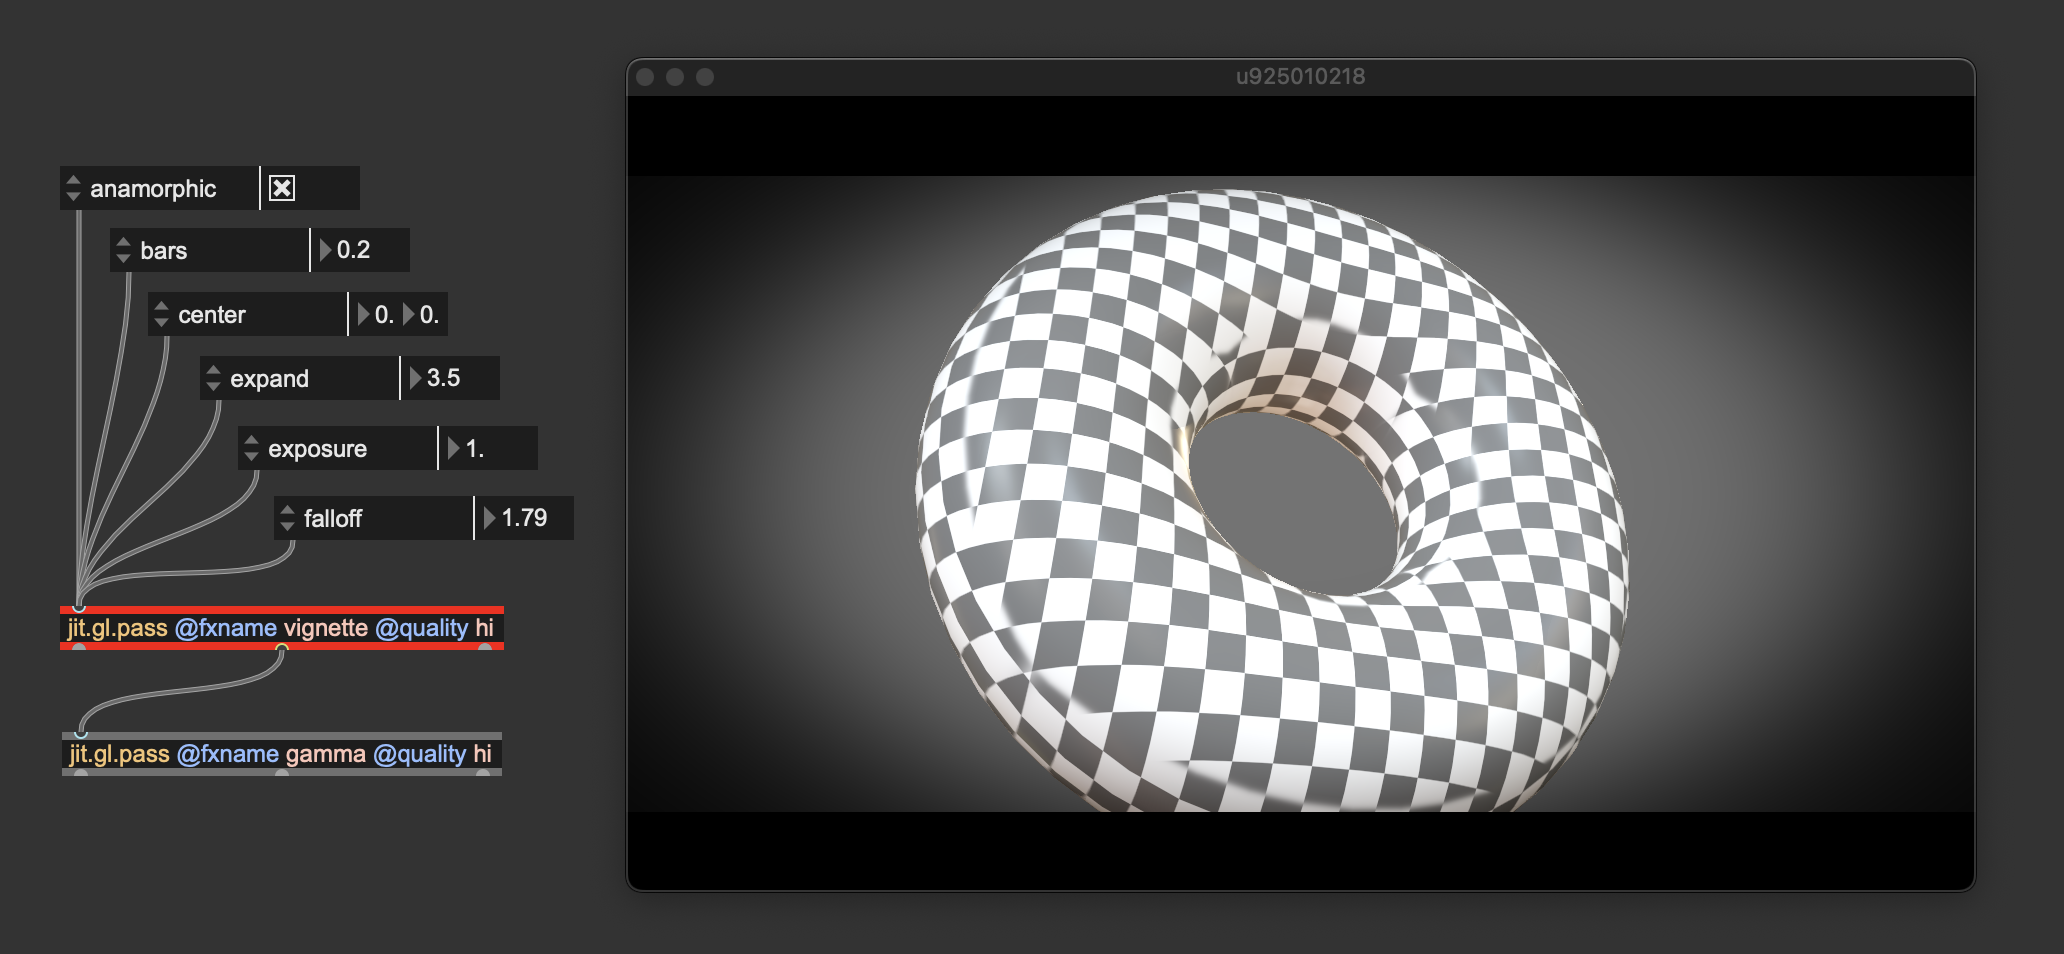 u925010218
anamorphic
bars 0.2
center 0. 0.
expand 3.5
exposure 1.
falloff 1.79
jit.gl.pass @fxname vignette @quality hi
jit.gl.pass @fxname gamma @quality hi